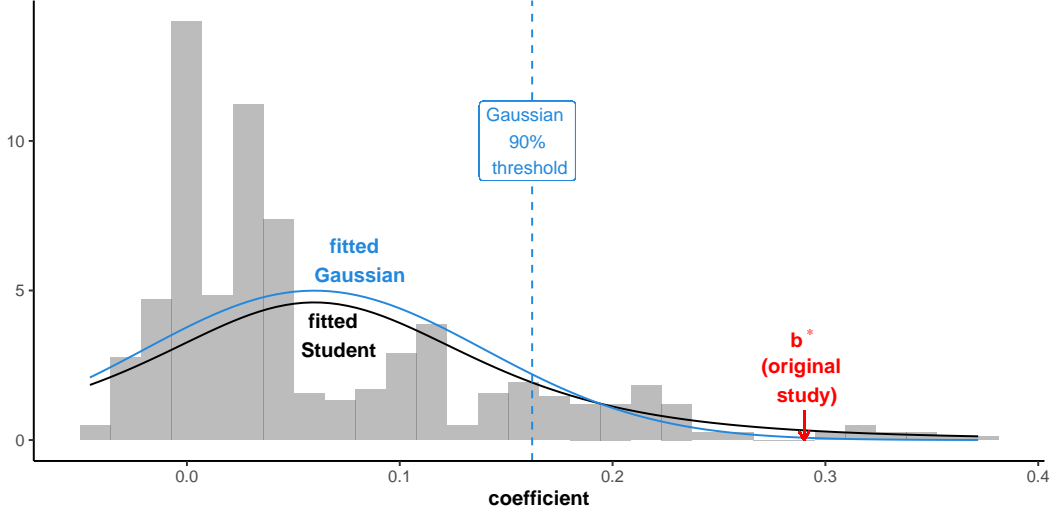 10
5
0
Gaussian
90%
threshold
fitted
Gaussian
fitted
Student
b*
(original
study)
0.0 0.1 0.2 0.3 0.4
coefficient